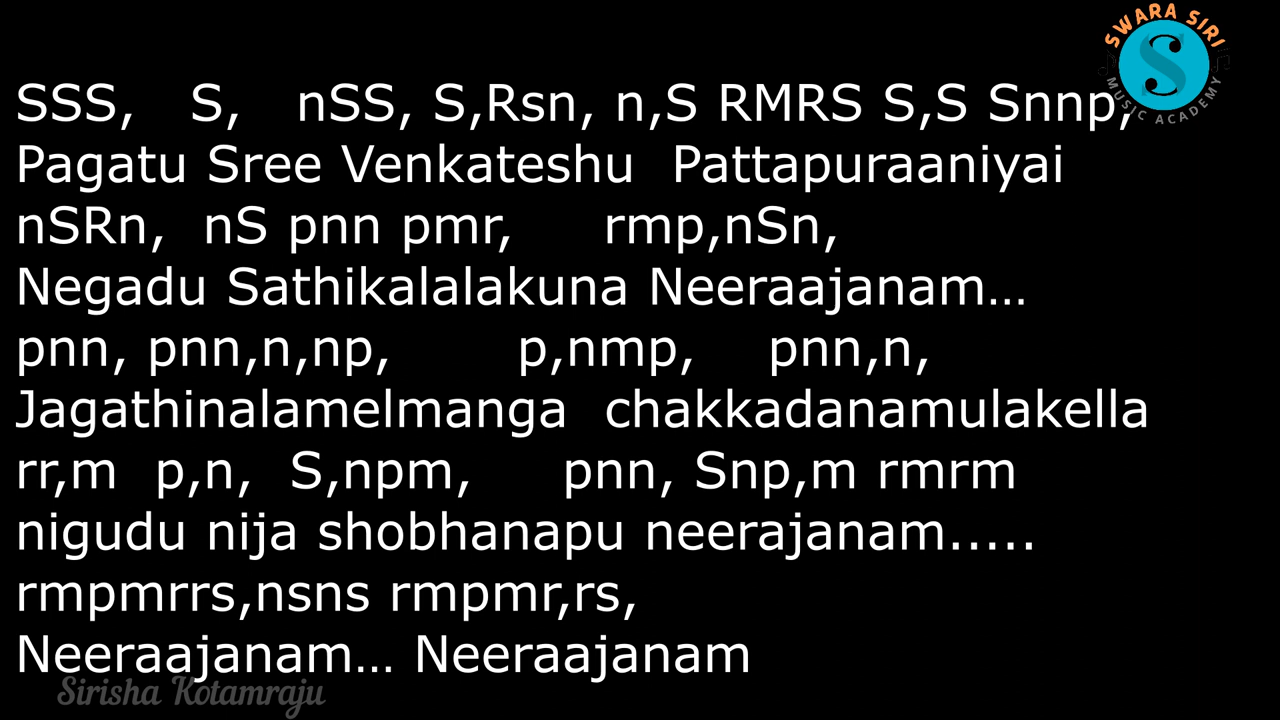 SWARA SIRI
MUSIC ACADEMY
SSS,   S,   nSS, S,Rsn, n,S RMRS S,S Snnp,
Pagatu Sree Venkateshu  Pattapuraaniyai
nSRn,  nS pnn pmr,     rmp,nSn,
Negadu Sathikalalakuna Neeraajanam...
pnn, pnn,n,np,       p,nmp,    pnn,n,
Jagathinalamelmanga  chakkadanamulakella
rr,m  p,n,  S,npm,     pnn, Snp,m rmrm
nigudu nija shobhanapu neerajanam.....
rmpmrrs,nsns rmpmr,rs,
Neeraajanam... Neeraajanam
Sirisha Kotamraju